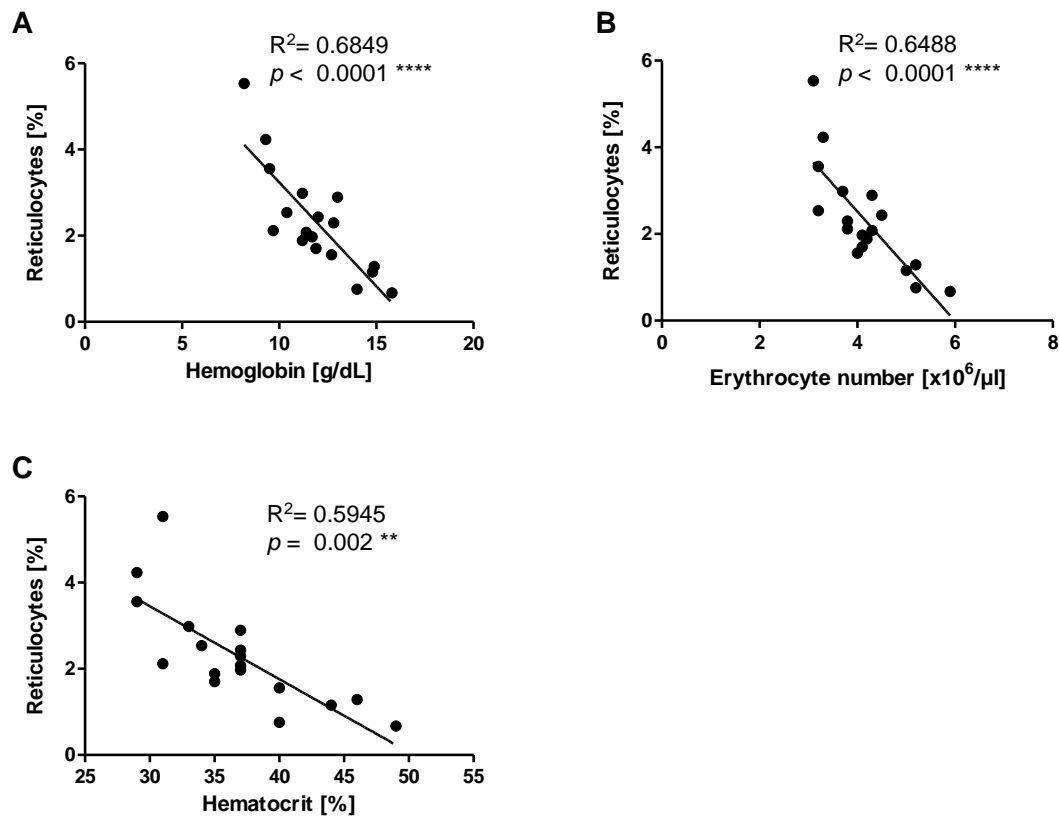 A
R²= 0.6849
p < 0.0001 ****
Reticulocytes [%]
6
4
2
0
0 5 10 15 20
Hemoglobin [g/dL]
B
R²= 0.6488
p < 0.0001 ****
Reticulocytes [%]
6
4
2
0
0 2 4 6 8
Erythrocyte number [x10⁶/µl]
C
R²= 0.5945
p = 0.002 **
Reticulocytes [%]
6
4
2
0
25 30 35 40 45 50 55
Hematocrit [%]